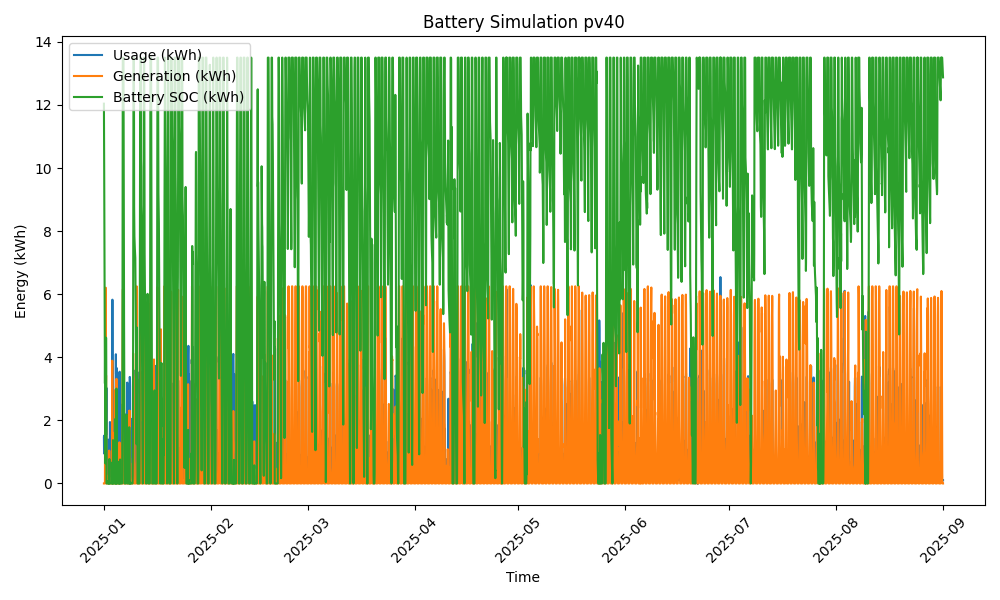 Battery Simulation pv40
Usage (kWh)
Generation (kWh)
Battery SOC (kWh)
Energy (kWh)
14
12
10
8
6
4
2
0
2025-01
2025-02
2025-03
2025-04
2025-05
2025-06
2025-07
2025-08
2025-09
Time